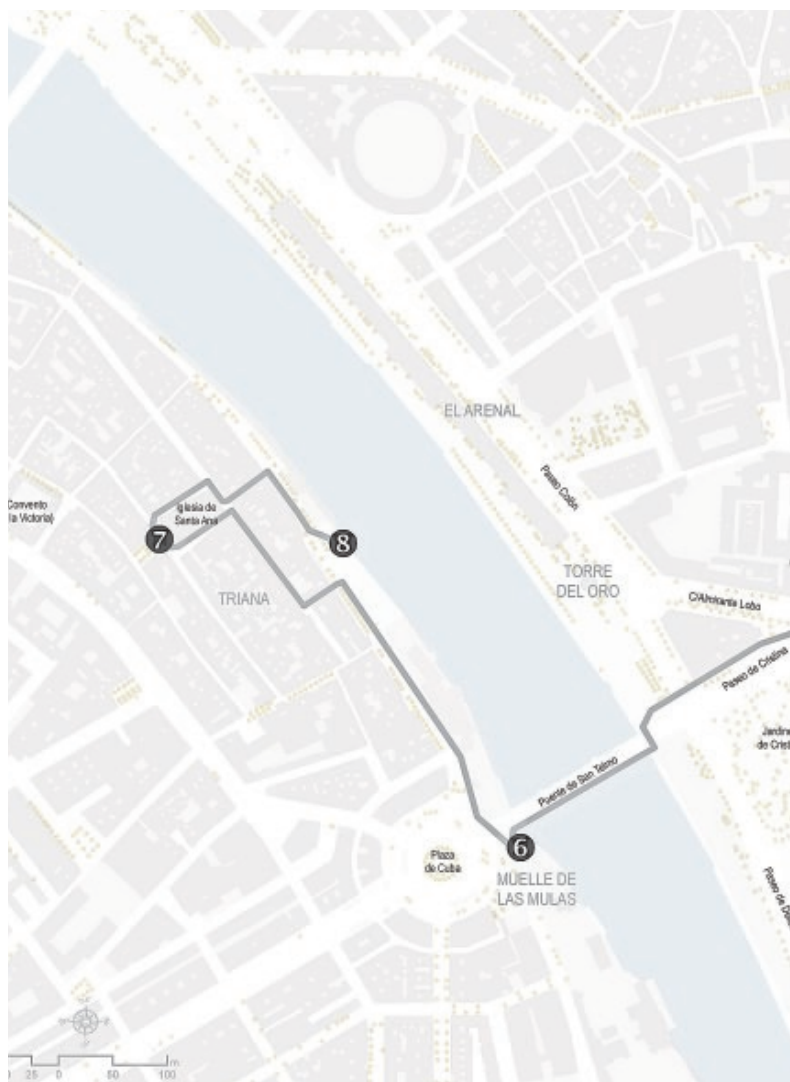 EL ARENAL
Paseo Colón
Convento
la Victoria)
Iglesia de
Santa Ana
7
8
TORRE
DEL ORO
TRIANA
C/Almirante Lobo
Paseo de Cristina
Jardine
de Crist
Puente de San Telmo
6
Plaza
de Cuba
MUELLE DE
LAS MULAS
Paseo de
m
25 0 50 100